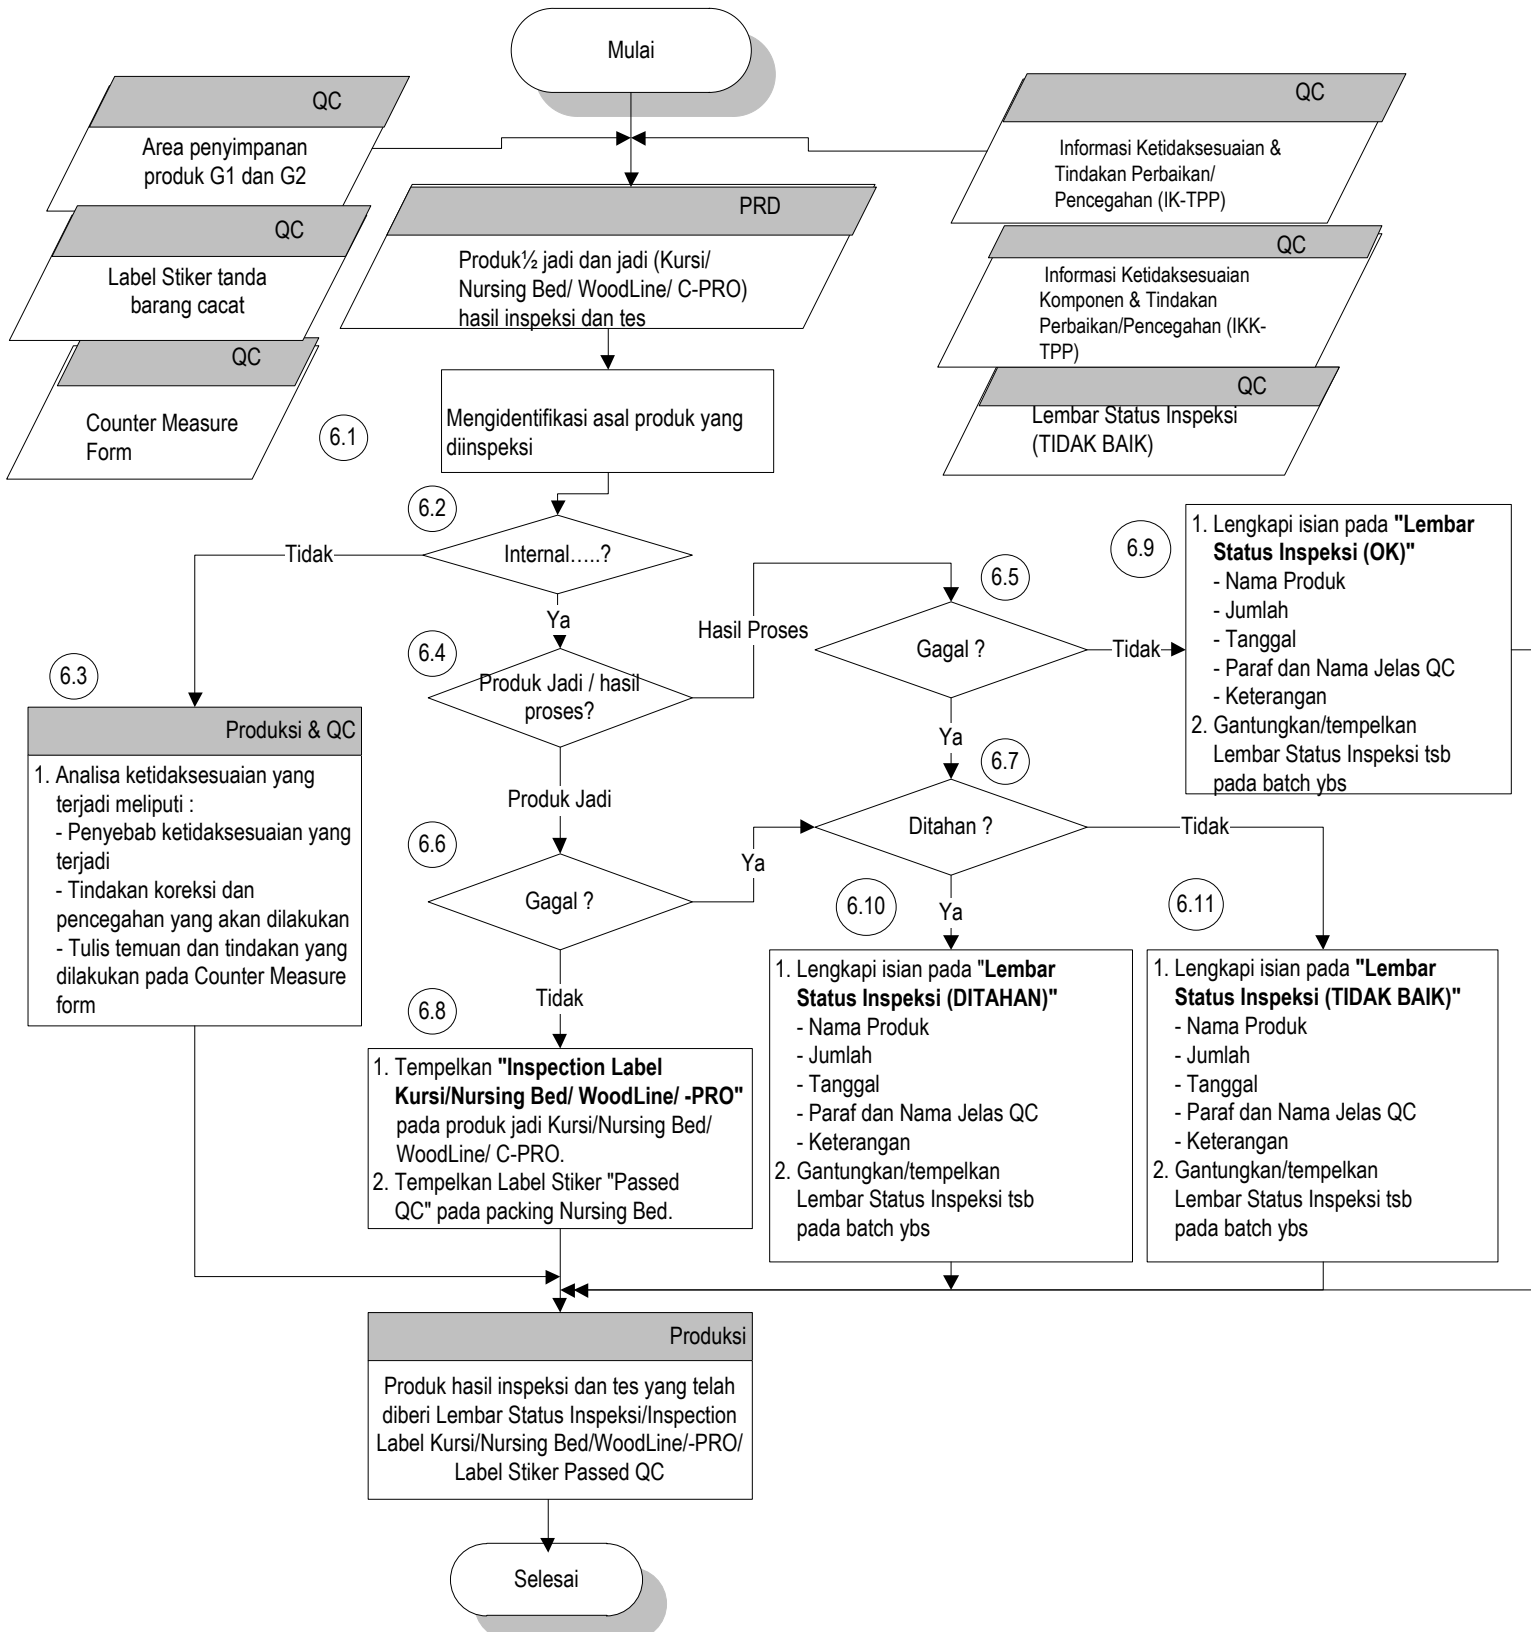 Mulai
QC
Area penyimpanan
produk G1 dan G2
QC
Label Stiker tanda
barang cacat
QC
Counter Measure
Form
QC
Informasi Ketidaksesuaian &
Tindakan Perbaikan/
Pencegahan (IK-TPP)
QC
Informasi Ketidaksesuaian
Komponen & Tindakan
Perbaikan/Pencegahan (IKK-
TPP)
QC
Lembar Status Inspeksi
(TIDAK BAIK)
PRD
Produk½ jadi dan jadi (Kursi/
Nursing Bed/ WoodLine/ C-PRO)
hasil inspeksi dan tes
6.1
Mengidentifikasi asal produk yang
diinspeksi
6.2
Internal.....?
Tidak
Ya
6.3
Produksi & QC
1. Analisa ketidaksesuaian yang
terjadi meliputi :
- Penyebab ketidaksesuaian yang
terjadi
- Tindakan koreksi dan
pencegahan yang akan dilakukan
- Tulis temuan dan tindakan yang
dilakukan pada Counter Measure
form
6.4
Produk Jadi / hasil
proses?
Hasil Proses
Produk Jadi
6.5
Gagal ?
Tidak
Ya
6.9
1. Lengkapi isian pada "Lembar
Status Inspeksi (OK)"
- Nama Produk
- Jumlah
- Tanggal
- Paraf dan Nama Jelas QC
- Keterangan
2. Gantungkan/tempelkan
Lembar Status Inspeksi tsb
pada batch ybs
6.6
Gagal ?
Ya
Tidak
6.7
Ditahan ?
Tidak
Ya
6.8
1. Tempelkan "Inspection Label
Kursi/Nursing Bed/ WoodLine/ -PRO"
pada produk jadi Kursi/Nursing Bed/
WoodLine/ C-PRO.
2. Tempelkan Label Stiker "Passed
QC" pada packing Nursing Bed.
6.10
1. Lengkapi isian pada "Lembar
Status Inspeksi (DITAHAN)"
- Nama Produk
- Jumlah
- Tanggal
- Paraf dan Nama Jelas QC
- Keterangan
2. Gantungkan/tempelkan
Lembar Status Inspeksi tsb
pada batch ybs
6.11
1. Lengkapi isian pada "Lembar
Status Inspeksi (TIDAK BAIK)"
- Nama Produk
- Jumlah
- Tanggal
- Paraf dan Nama Jelas QC
- Keterangan
2. Gantungkan/tempelkan
Lembar Status Inspeksi tsb
pada batch ybs
Produksi
Produk hasil inspeksi dan tes yang telah
diberi Lembar Status Inspeksi/Inspection
Label Kursi/Nursing Bed/WoodLine/-PRO/
Label Stiker Passed QC
Selesai